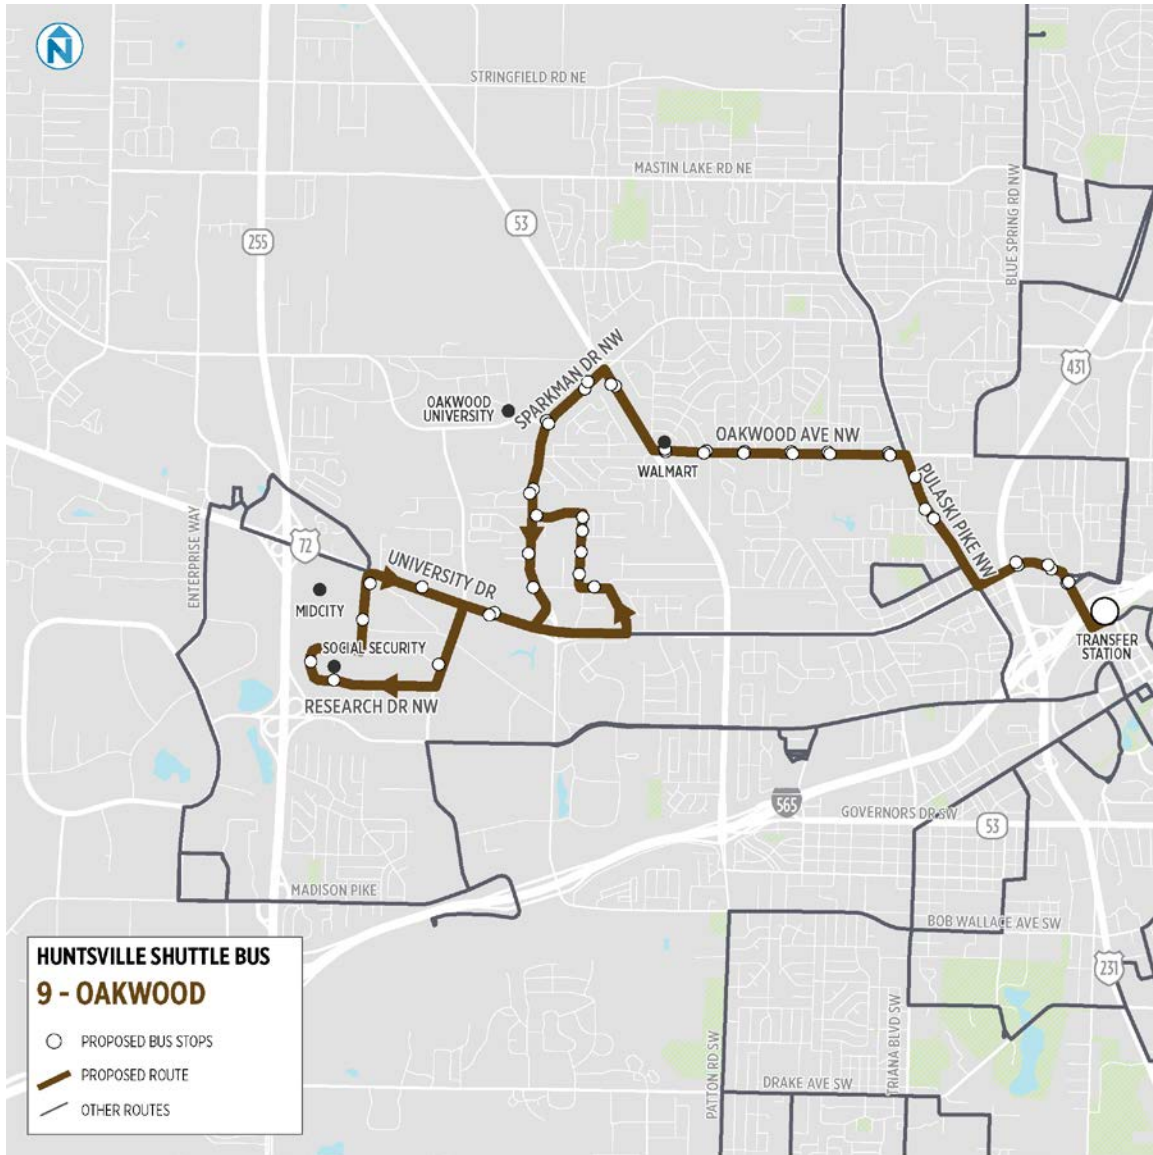 N
STRINGFIELD RD NE
MASTIN LAKE RD NE
53
BLUE SPRING RD NW
255
431
SPARKMAN DR NW
OAKWOOD
UNIVERSITY
OAKWOOD AVE NW
WALMART
PULASKI PIKE NW
ENTERPRISE WAY
72
UNIVERSITY DR
MIDCITY
SOCIAL SECURITY
TRANSFER
STATION
RESEARCH DR NW
565
GOVERNORS DR SW
53
MADISON PIKE
BOB WALLACE AVE SW
231
PATTON RD SW
TRIANA BLVD SW
DRAKE AVE SW
HUNTSVILLE SHUTTLE BUS
9 - OAKWOOD
PROPOSED BUS STOPS
PROPOSED ROUTE
OTHER ROUTES